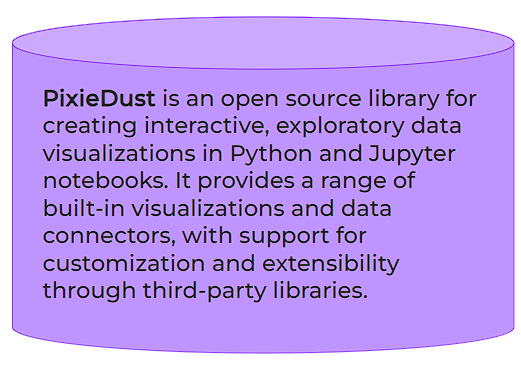 PixieDust is an open source library for
creating interactive, exploratory data
visualizations in Python and Jupyter
notebooks. It provides a range of
built-in visualizations and data
connectors, with support for
customization and extensibility
through third-party libraries.